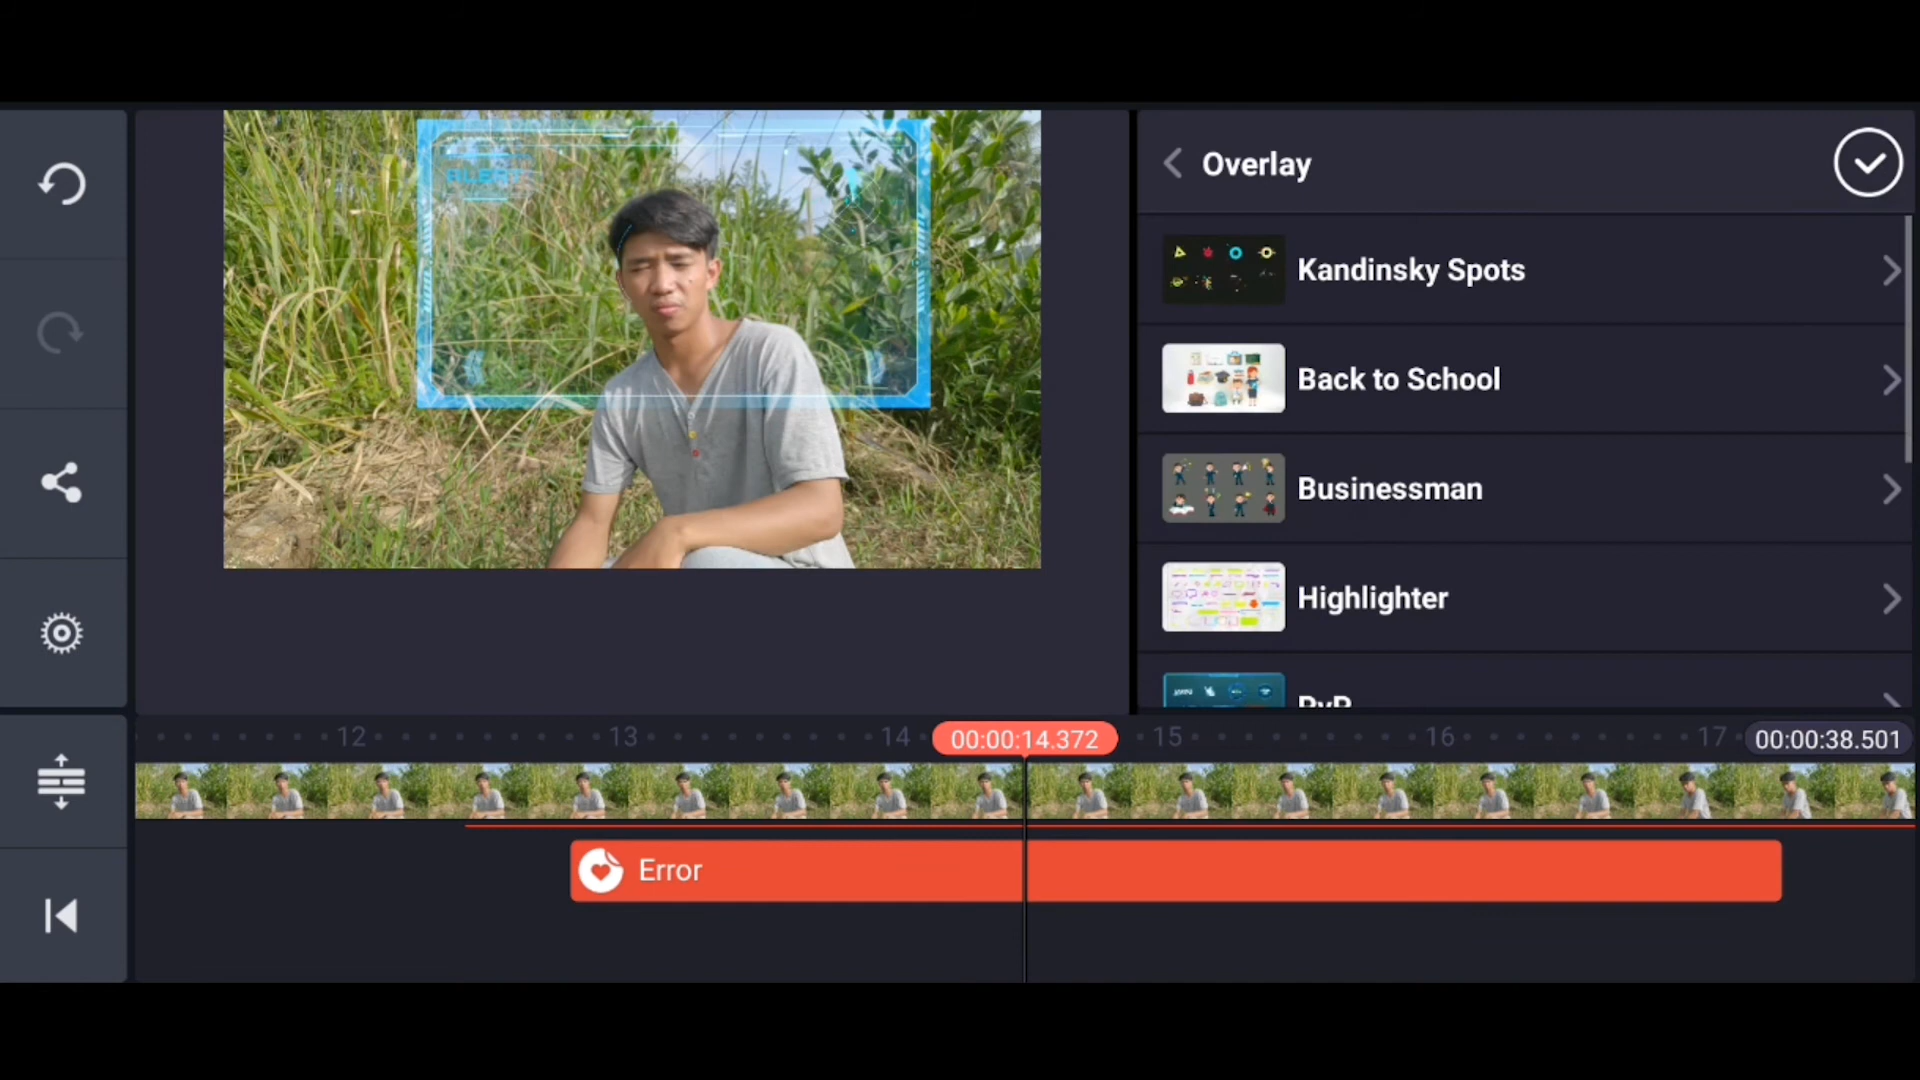 Overlay
Kandinsky Spots
Back to School
Businessman
Highlighter
12
13
14
00:00:14.372
15
16
17
00:00:38.501
Error